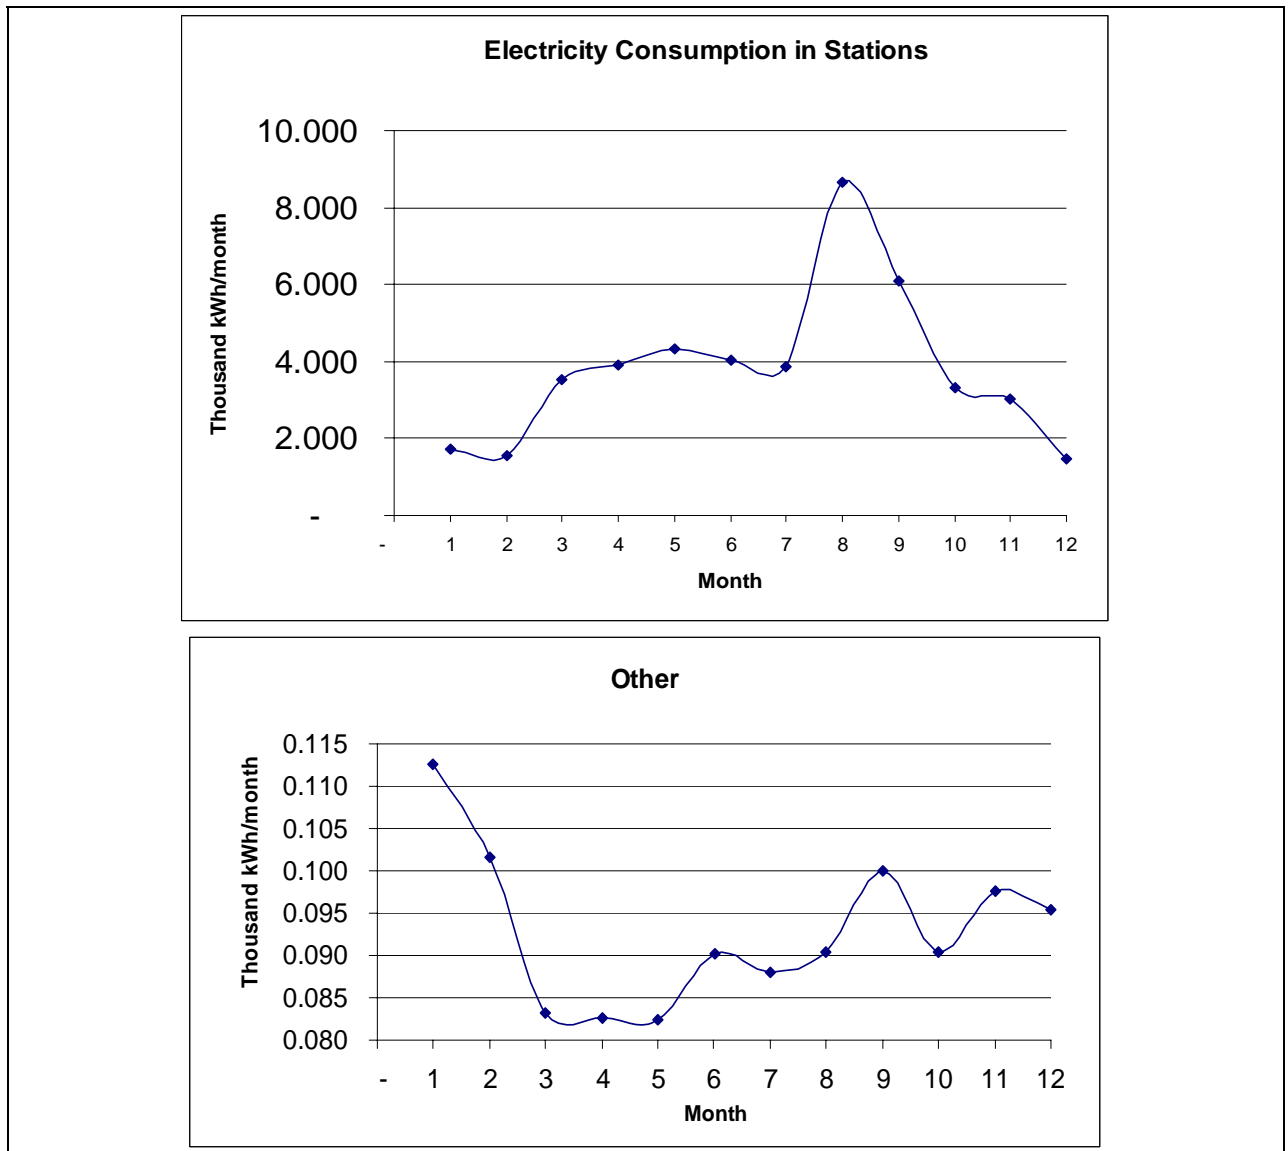 Electricity Consumption in Stations
10.000
8.000
6.000
4.000
2.000
-
Thousand kWh/month
- 1 2 3 4 5 6 7 8 9 10 11 12
Month
Other
0.115
0.110
0.105
0.100
0.095
0.090
0.085
0.080
Thousand kWh/month
- 1 2 3 4 5 6 7 8 9 10 11 12
Month